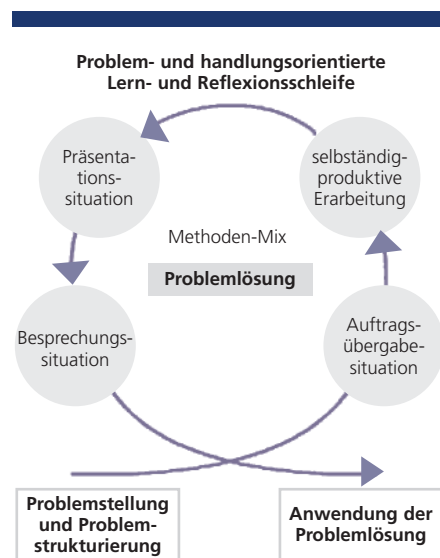 Problem- und handlungsorientierte
Lern- und Reflexionsschleife
Präsenta-
tions-
situation
selbständig-
produktive
Erarbeitung
Methoden-Mix
Problemlösung
Besprechungs-
situation
Auftrags-
übergabe-
situation
Problemstellung
und Problem-
strukturierung
Anwendung der
Problemlösung